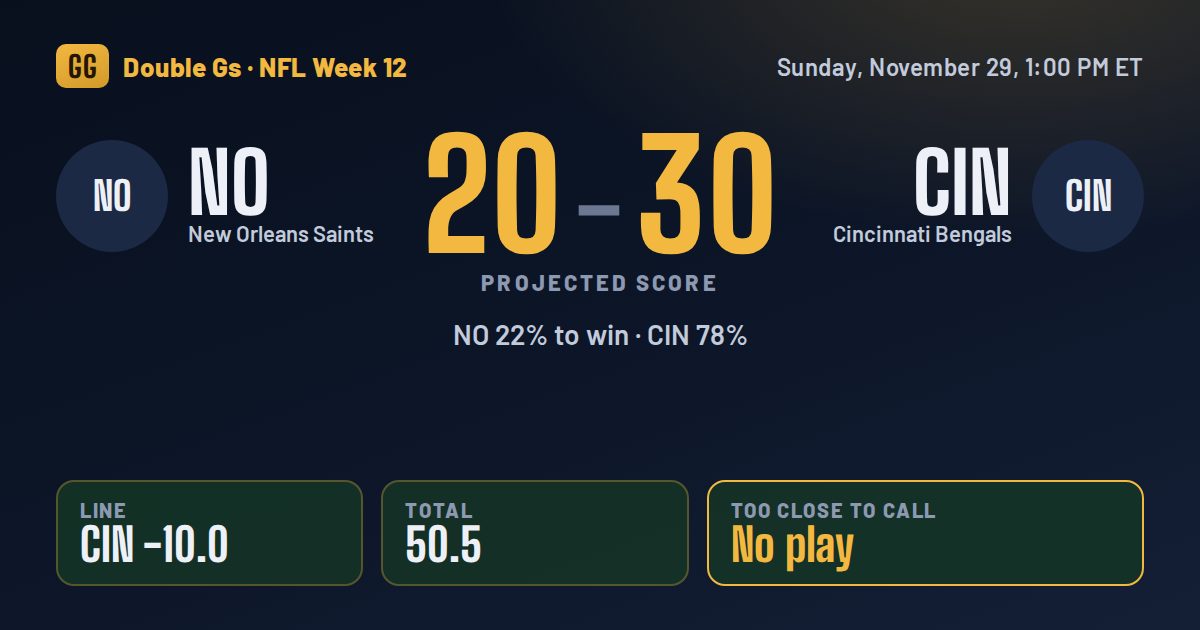 GG Double Gs · NFL Week 12
Sunday, November 29, 1:00 PM ET
NO
NO
New Orleans Saints
20 – 30
CIN
Cincinnati Bengals
CIN
PROJECTED SCORE
NO 22% to win · CIN 78%
LINE
CIN −10.0
TOTAL
50.5
TOO CLOSE TO CALL
No play